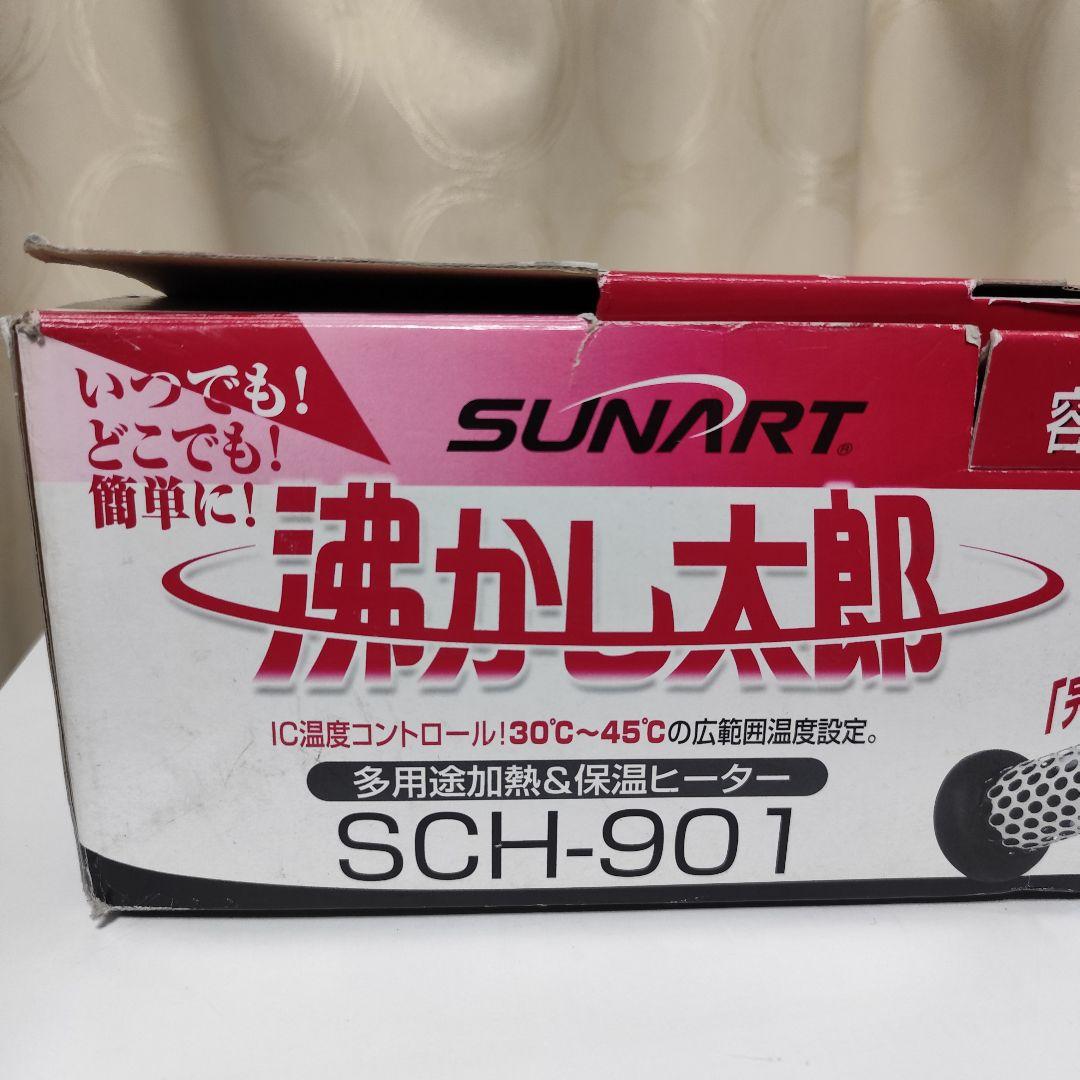 いつでも!
どこでも!
簡単に!
SUNART®
容
沸かし太郎
IC温度コントロール!30℃〜45℃の広範囲温度設定。
多用途加熱&保温ヒーター
SCH-901